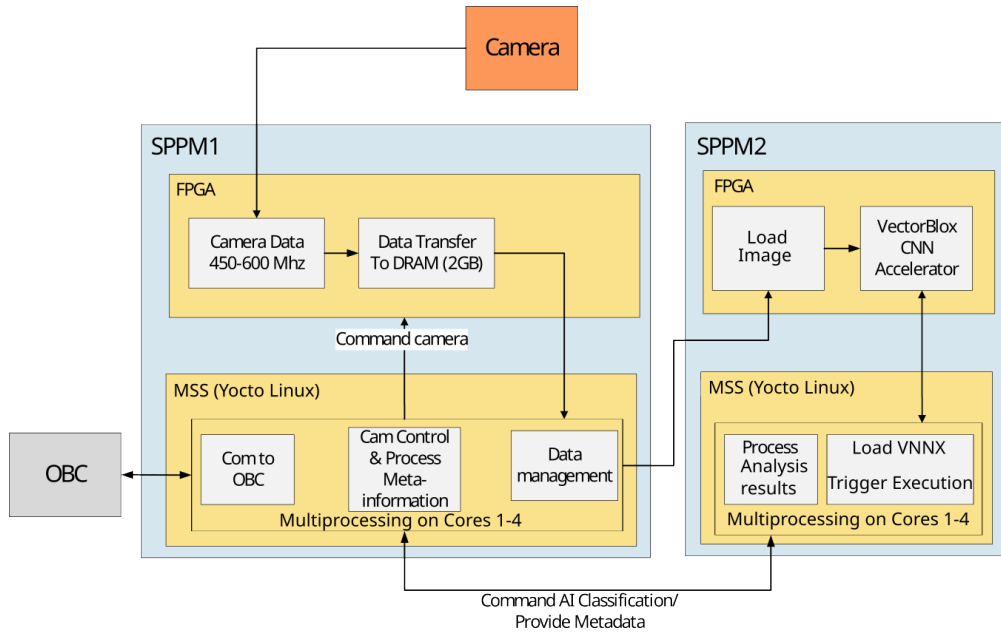 Camera
SPPM1
FPGA
Camera Data
450-600 Mhz
Data Transfer
To DRAM (2GB)
Command camera
MSS (Yocto Linux)
Com to
OBC
Cam Control
& Process
Meta-
information
Data
management
Multiprocessing on Cores 1-4
OBC
SPPM2
FPGA
Load
Image
VectorBlox
CNN
Accelerator
MSS (Yocto Linux)
Process
Analysis
results
Load VNNX
Trigger Execution
Multiprocessing on Cores 1-4
Command AI Classification/
Provide Metadata